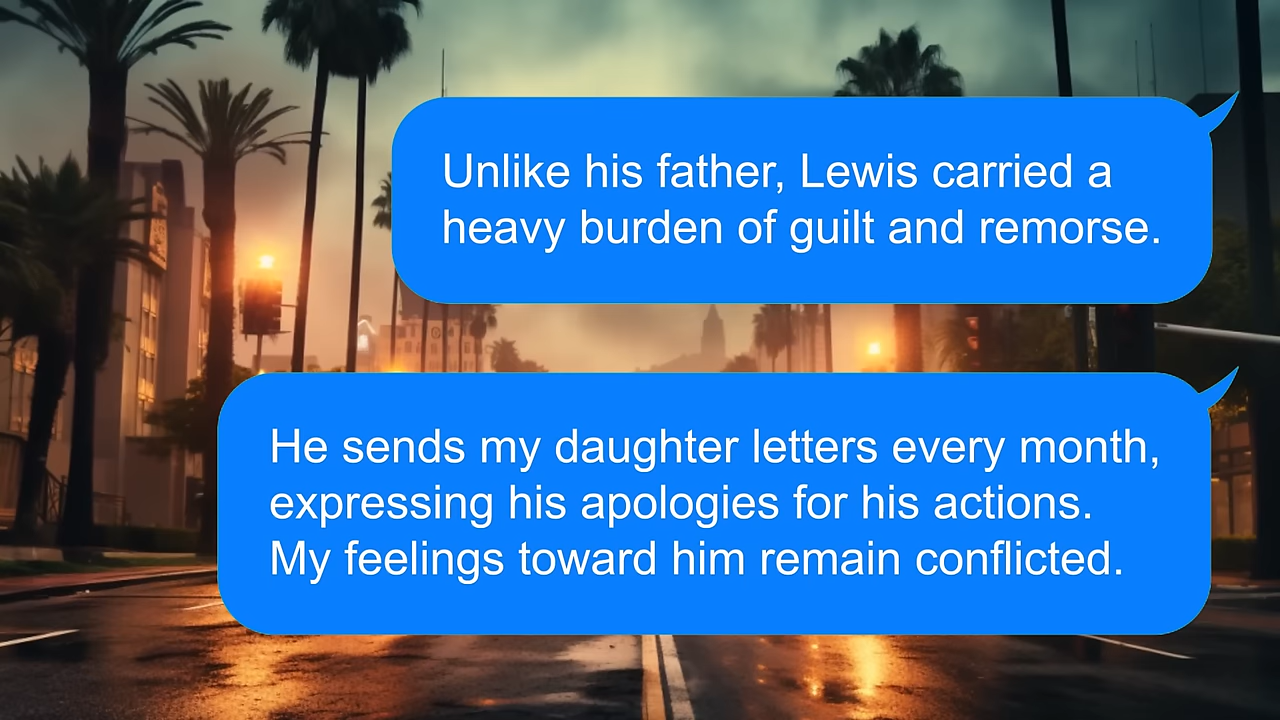 Unlike his father, Lewis carried a
heavy burden of guilt and remorse.
He sends my daughter letters every month,
expressing his apologies for his actions.
My feelings toward him remain conflicted.